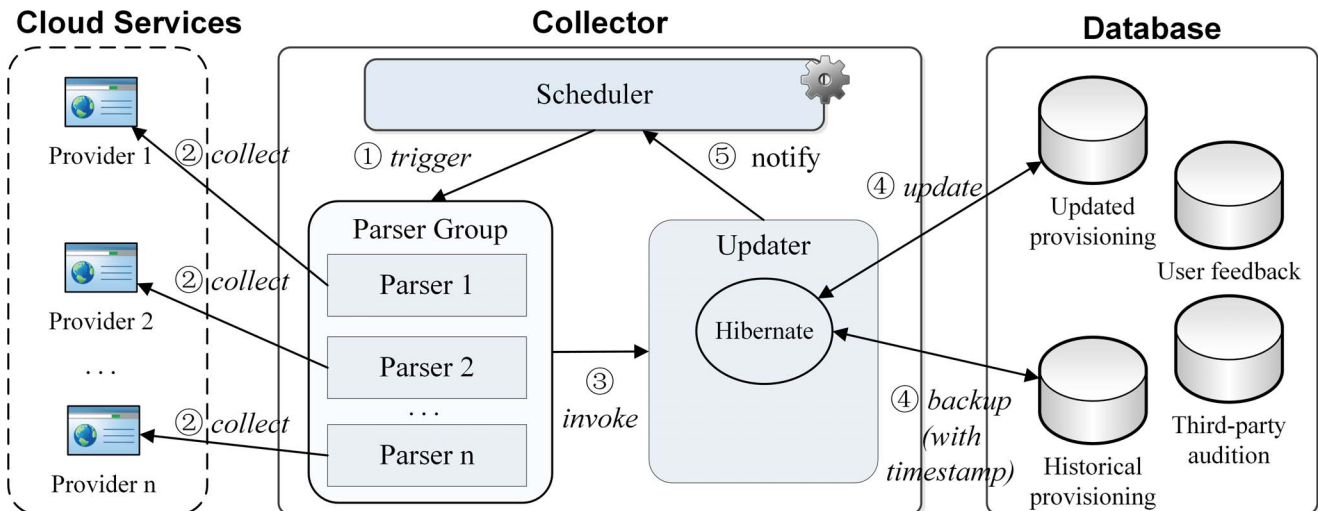 Cloud Services
Collector
Database
Provider 1
Provider 2
. . .
Provider n
② collect
② collect
② collect
Scheduler
① trigger
⑤ notify
Parser Group
Parser 1
Parser 2
. . .
Parser n
③
invoke
Updater
Hibernate
④ update
④ backup
(with
timestamp)
Updated
provisioning
User feedback
Historical
provisioning
Third-party
audition